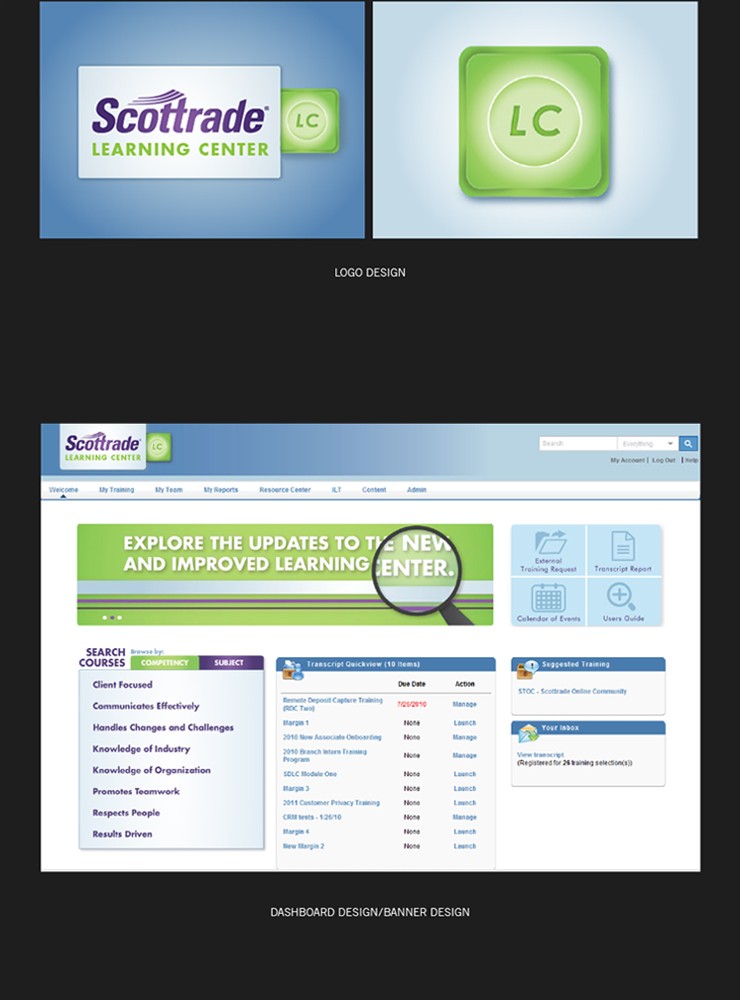 Scottrade
LEARNING CENTER
LC
LC
LOGO DESIGN
Scottrade
LEARNING CENTER
LC
Search
Everything
My Account | Log Out | Help
Welcome My Training My Team My Reports Resource Center ILT Content Admin
EXPLORE THE UPDATES TO THE NEW
AND IMPROVED LEARNING CENTER.
External
Training Request
Transcript Report
Calendar of Events
Users Guide
SEARCH
COURSES
Browse by:
COMPETENCY
SUBJECT
Client Focused
Communicates Effectively
Handles Changes and Challenges
Knowledge of Industry
Knowledge of Organization
Promotes Teamwork
Respects People
Results Driven
Transcript Quickview (10 Items)
Due Date Action
Remote Deposit Capture Training
(RDC Two) 7/26/2010 Manage
Margin 1 None Launch
2010 New Associate Onboarding None Manage
2010 Branch Intern Training
Program None Manage
SDLC Module One None Launch
Margin 3 None Launch
2011 Customer Privacy Training None Launch
CRM tests - 1/26/10 None Manage
Margin 4 None Launch
New Margin 2 None Launch
Suggested Training
STOC - Scottrade Online Community
Your Inbox
View transcript
(Registered for 26 training selection(s))
DASHBOARD DESIGN/BANNER DESIGN